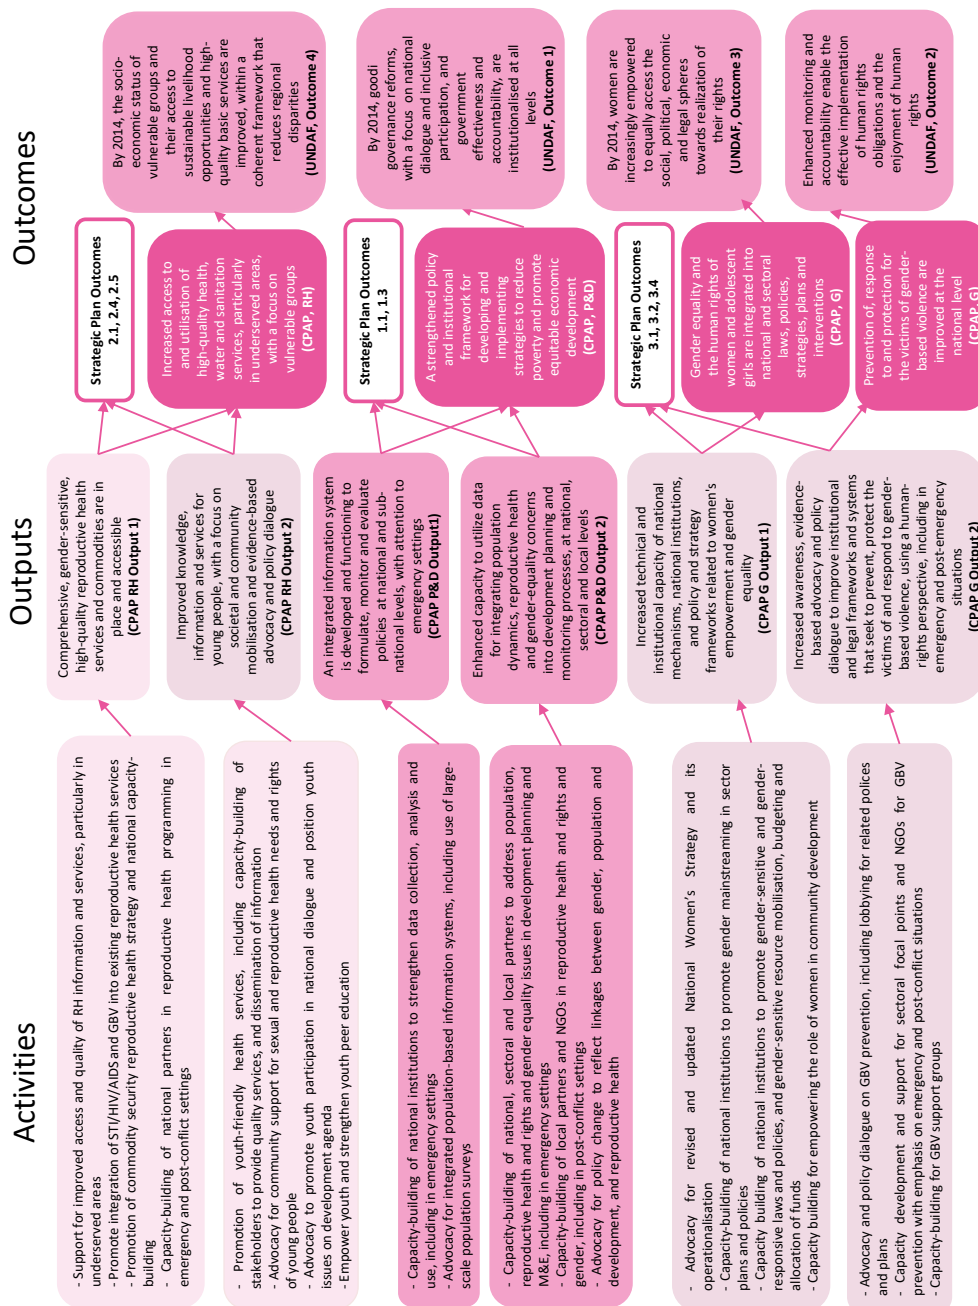 Activities
Outputs
Outcomes
- Support for improved access and quality of RH information and services, particularly in
underserved areas
- Promote integration of STI/HIV/AIDS and GBV into existing reproductive health services
- Promotion of commodity security reproductive health strategy and national capacity-
building
- Capacity-building of national partners in reproductive health programming in
emergency and post-conflict settings
- Promotion of youth-friendly health services, including capacity-building of
stakeholders to provide quality services, and dissemination of information
- Advocacy for community support for sexual and reproductive health needs and rights
of young people
- Advocacy to promote youth participation in national dialogue and position youth
issues on development agenda
- Empower youth and strengthen youth peer education
- Capacity-building of national institutions to strengthen data collection, analysis and
use, including in emergency settings
- Advocacy for integrated population-based information systems, including use of large-
scale population surveys
- Capacity-building of national, sectoral and local partners to address population,
reproductive health and rights and gender equality issues in development planning and
M&E, including in emergency settings
- Capacity-building of local partners and NGOs in reproductive health and rights and
gender, including in post-conflict settings
- Advocacy for policy change to reflect linkages between gender, population and
development, and reproductive health
- Advocacy for revised and updated National Women's Strategy and its
operationalisation
- Capacity-building of national institutions to promote gender mainstreaming in sector
plans and policies
- Capacity building of national institutions to promote gender-sensitive and gender-
responsive laws and policies, and gender-sensitive resource mobilisation, budgeting and
allocation of funds
- Capacity building for empowering the role of women in community development
- Advocacy and policy dialogue on GBV prevention, including lobbying for related polices
and plans
- Capacity development and support for sectoral focal points and NGOs for GBV
prevention with emphasis on emergency and post-conflict situations
- Capacity-building for GBV support groups
Comprehensive, gender-sensitive,
high-quality reproductive health
services and commodities are in
place and accessible
(CPAP RH Output 1)
Improved knowledge,
information and services for
young people, with a focus on
societal and community
mobilisation and evidence-based
advocacy and policy dialogue
(CPAP RH Output 2)
An integrated information system
is developed and functioning to
formulate, monitor and evaluate
policies at national and sub-
national levels, with attention to
emergency settings
(CPAP P&D Output1)
Enhanced capacity to utilize data
for integrating population
dynamics, reproductive health
and gender-equality concerns
into development planning and
monitoring processes, at national,
sectoral and local levels
(CPAP P&D Output 2)
Increased technical and
institutional capacity of national
mechanisms, national institutions,
and policy and strategy
frameworks related to women's
empowerment and gender
equality
(CPAP G Output 1)
Increased awareness, evidence-
based advocacy and policy
dialogue to improve institutional
and legal frameworks and systems
that seek to prevent, protect the
victims of and respond to gender-
based violence, using a human-
rights perspective, including in
emergency and post-emergency
situations
(CPAP G Output 2)
Strategic Plan Outcomes
2.1, 2.4, 2.5
Increased access to
and utilisation of
high-quality health,
water and sanitation
services, particularly
in underserved areas,
with a focus on
vulnerable groups
(CPAP, RH)
Strategic Plan Outcomes
1.1, 1.3
A strengthened policy
and institutional
framework for
developing and
implementing
strategies to reduce
poverty and promote
equitable economic
development
(CPAP, P&D)
Strategic Plan Outcomes
3.1, 3.2, 3.4
Gender equality and
the human rights of
women and adolescent
girls are integrated into
national and sectoral
laws, policies,
strategies, plans and
interventions
(CPAP, G)
Prevention of, response
to and protection for
the victims of gender-
based violence are
improved at the
national level
(CPAP, G)
By 2014, the socio-
economic status of
vulnerable groups and
their access to
sustainable livelihood
opportunities and high-
quality basic services are
improved, within a
coherent framework that
reduces regional
disparities
(UNDAF, Outcome 4)
By 2014, goodi
governance reforms,
with a focus on national
dialogue and inclusive
participation, and
government
effectiveness and
accountability, are
institutionalised at all
levels
(UNDAF, Outcome 1)
By 2014, women are
increasingly empowered
to equally access the
social, political, economic
and legal spheres
towards realization of
their rights
(UNDAF, Outcome 3)
Enhanced monitoring and
accountability enable the
effective implementation
of human rights
obligations and the
enjoyment of human
rights
(UNDAF, Outcome 2)